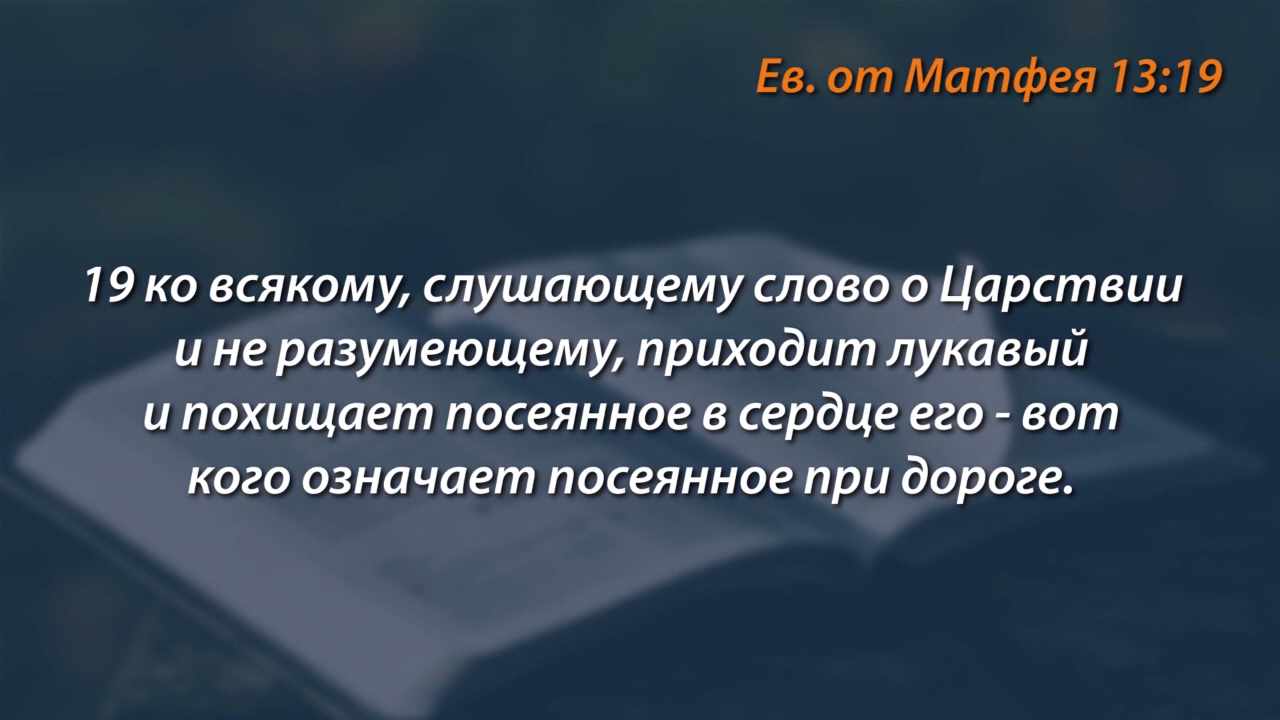 Ев. от Матфея 13:19
19 ко всякому, слушающему слово о Царствии
и не разумеющему, приходит лукавый
и похищает посеянное в сердце его - вот
кого означает посеянное при дороге.